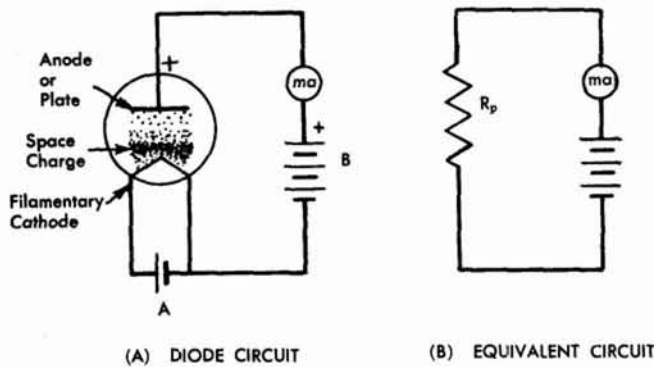 Anode
or
Plate
+
ma
Space
Charge
+
B
Filamentary
Cathode
A
(A) DIODE CIRCUIT
ma
Rp
(B) EQUIVALENT CIRCUIT